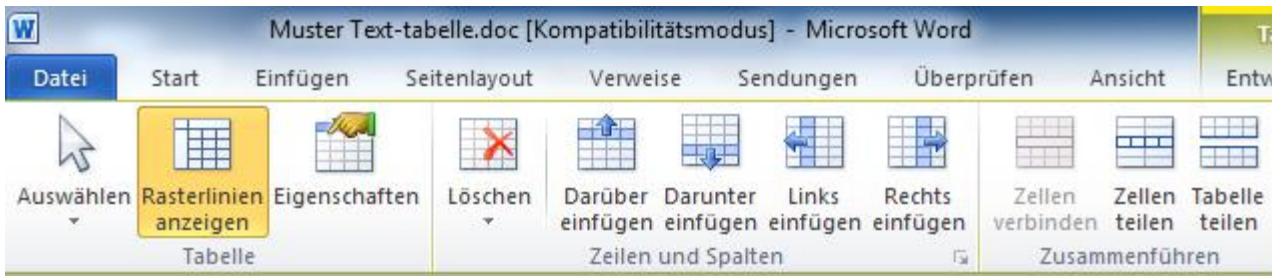 Muster Text-tabelle.doc [Kompatibilitätsmodus] - Microsoft Word
Datei Start Einfügen Seitenlayout Verweise Sendungen Überprüfen Ansicht
Auswählen Rasterlinien Eigenschaften Löschen Darüber Darunter Links Rechts Zellen Zellen Tabelle
anzeigen einfügen einfügen einfügen einfügen verbinden teilen teilen
Tabelle Zeilen und Spalten Zusammenführen